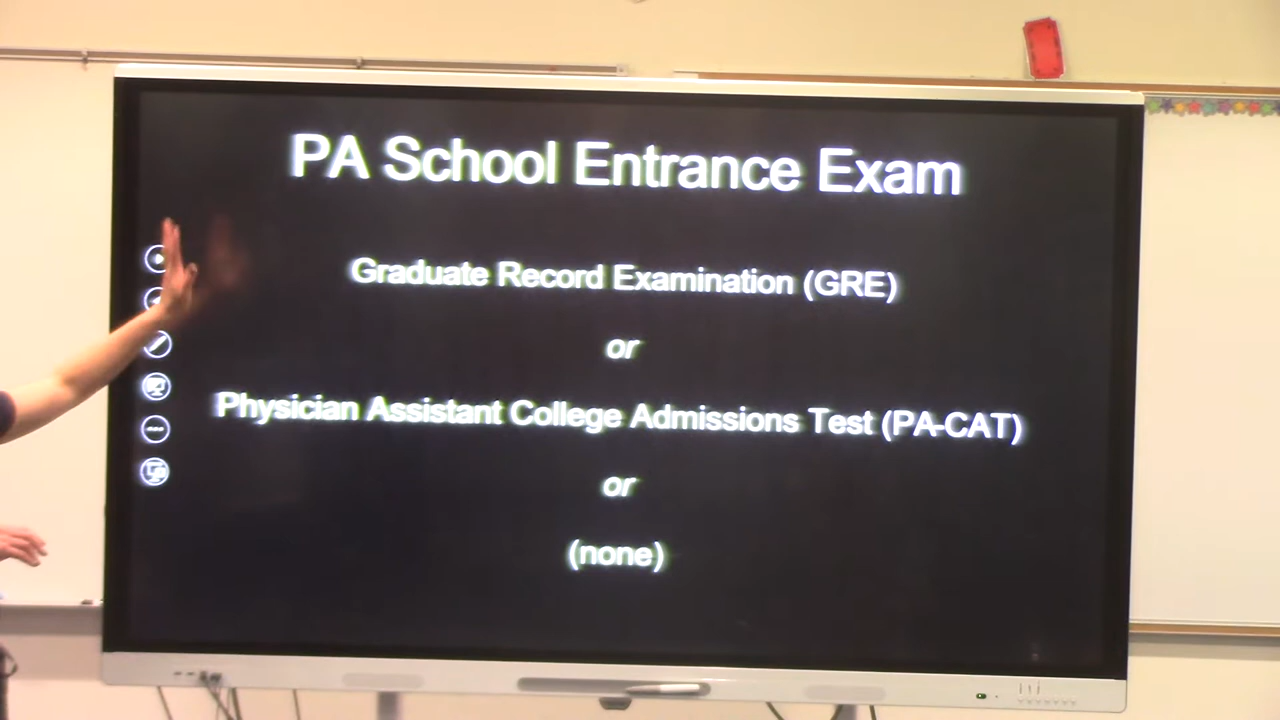 PA School Entrance Exam
Graduate Record Examination (GRE)
or
Physician Assistant College Admissions Test (PA-CAT)
or
(none)